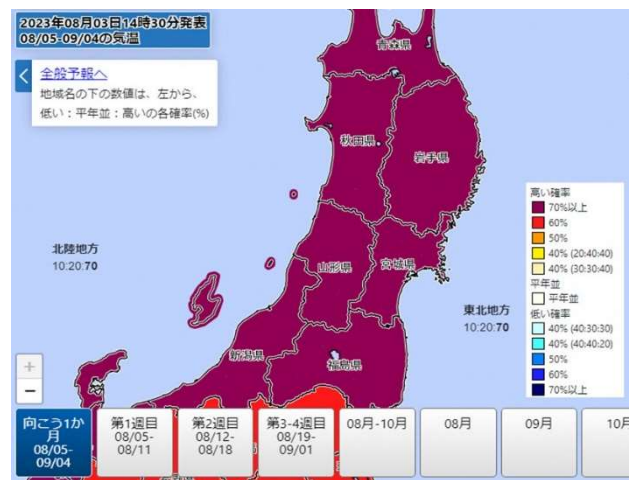 2023年08月03日14時30分発表
08/05-09/04の気温
全般予報へ
地域名の下の数値は、左から、
低い：平年並：高いの各確率(%)
青森県
秋田県
岩手県
山形県
宮城県
新潟県
福島県
北陸地方
10:20:70
東北地方
10:20:70
高い確率
70%以上
60%
50%
40% (20:40:40)
40% (30:30:40)
平年並
平年並
低い確率
40% (40:30:30)
40% (40:40:20)
50%
60%
70%以上
+
−
向こう1か
月
08/05-
09/04
第1週目
08/05-
08/11
第2週目
08/12-
08/18
第3-4週目
08/19-
09/01
08月-10月
08月
09月
10月